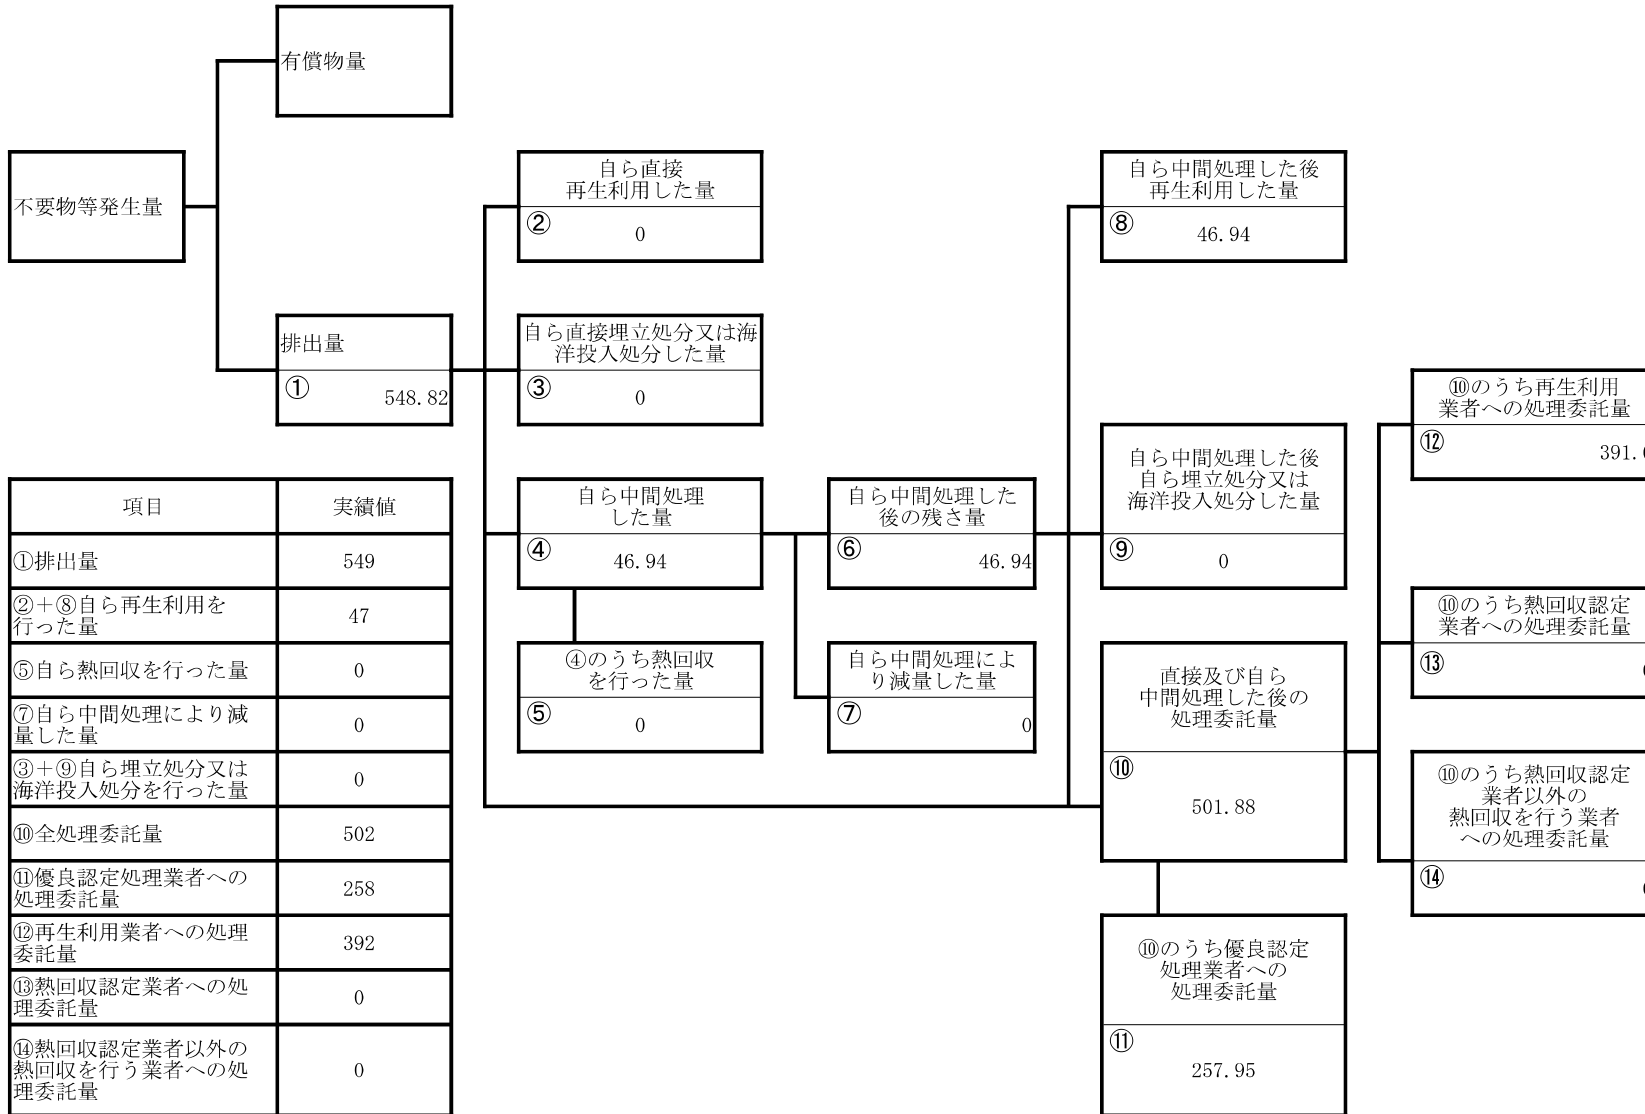 有償物量
不要物等発生量
排出量
①
548.82
自ら直接
再生利用した量
②
0
自ら直接埋立処分又は海
洋投入処分した量
③
0
自ら中間処理
した量
④
46.94
④のうち熱回収
を行った量
⑤
0
自ら中間処理した
後の残さ量
⑥
46.94
自ら中間処理によ
り減量した量
⑦
0
自ら中間処理した後
再生利用した量
⑧
46.94
自ら中間処理した後
自ら埋立処分又は
海洋投入処分した量
⑨
0
直接及び自ら
中間処理した後の
処理委託量
⑩
501.88
⑩のうち優良認定
処理業者への
処理委託量
⑪
257.95
⑩のうち再生利用
業者への処理委託量
⑫
391.
⑩のうち熱回収認定
業者への処理委託量
⑬
⑩のうち熱回収認定
業者以外の
熱回収を行う業者
への処理委託量
⑭
項目 実績値
①排出量 549
②＋⑧自ら再生利用を
行った量 47
⑤自ら熱回収を行った量 0
⑦自ら中間処理により減
量した量 0
③＋⑨自ら埋立処分又は
海洋投入処分を行った量 0
⑩全処理委託量 502
⑪優良認定処理業者への
処理委託量 258
⑫再生利用業者への処理
委託量 392
⑬熱回収認定業者への処
理委託量 0
⑭熱回収認定業者以外の
熱回収を行う業者への処
理委託量 0